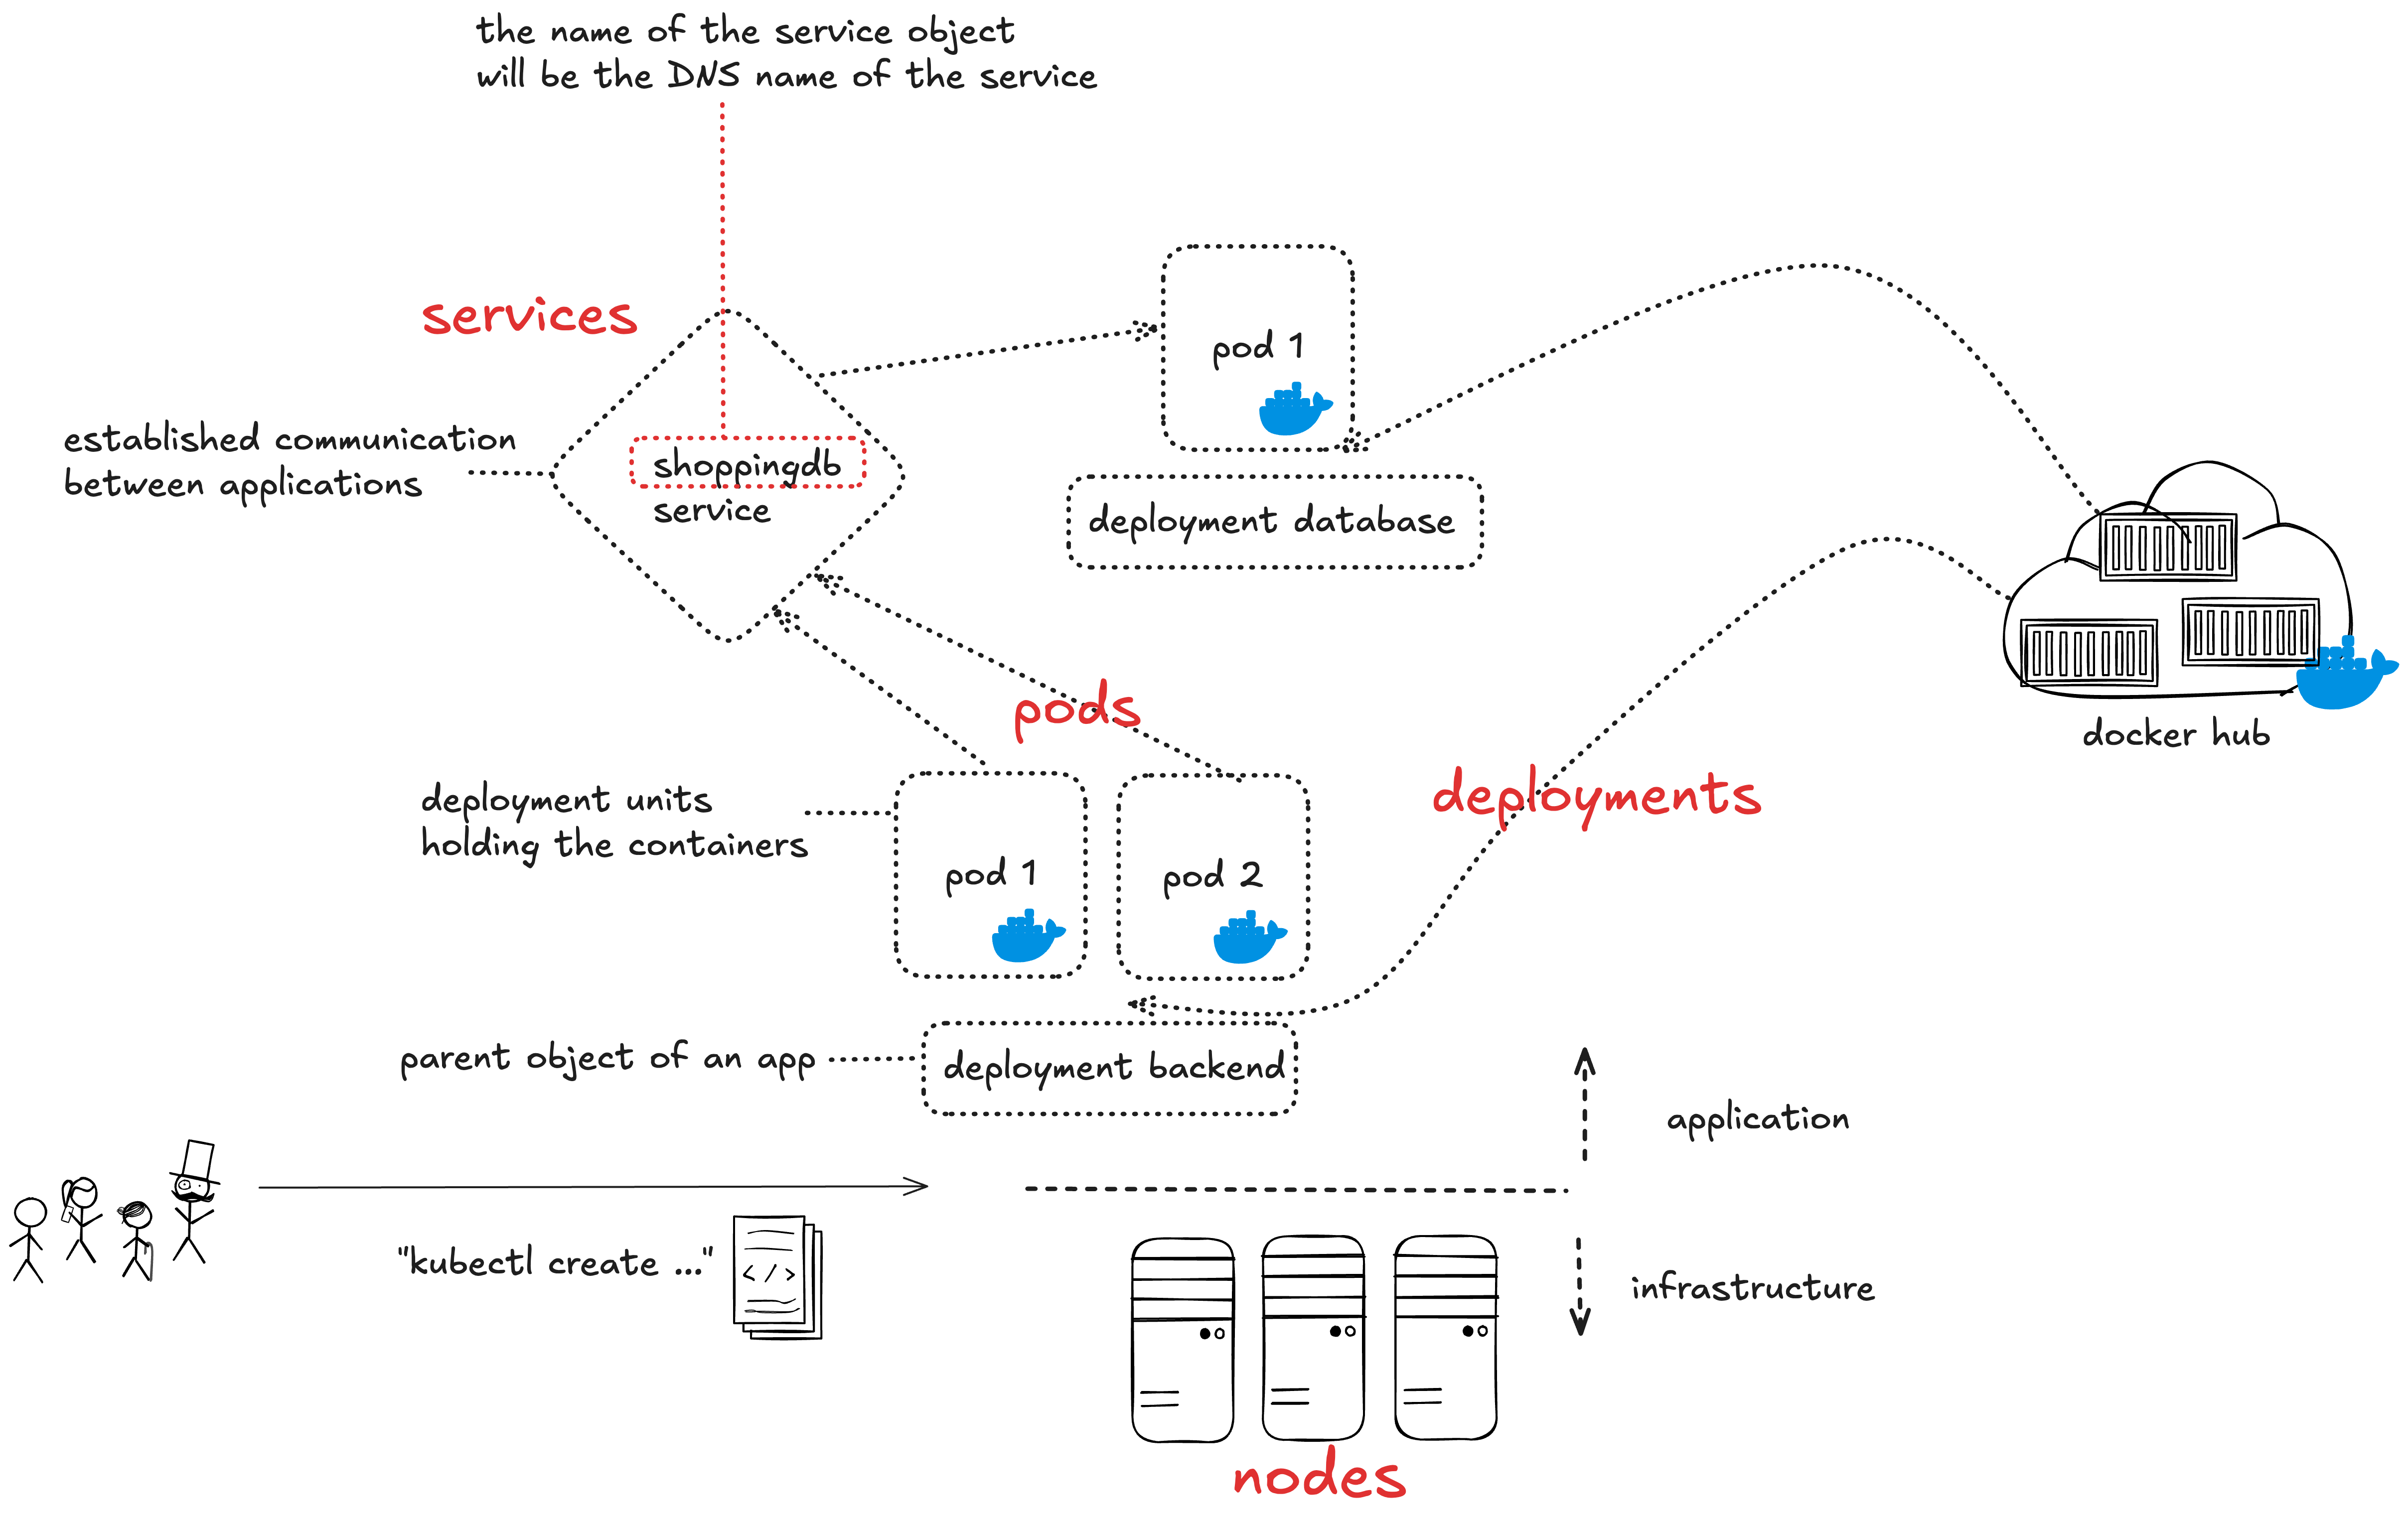 the name of the service object
will be the DNS name of the service
services
pod 1
established communication
between applications
shoppingdb
service
deployment database
pods
docker hub
deployment units
holding the containers
deployments
pod 1
pod 2
parent object of an app
deployment backend
application
"kubectl create ..."
</>
infrastructure
nodes